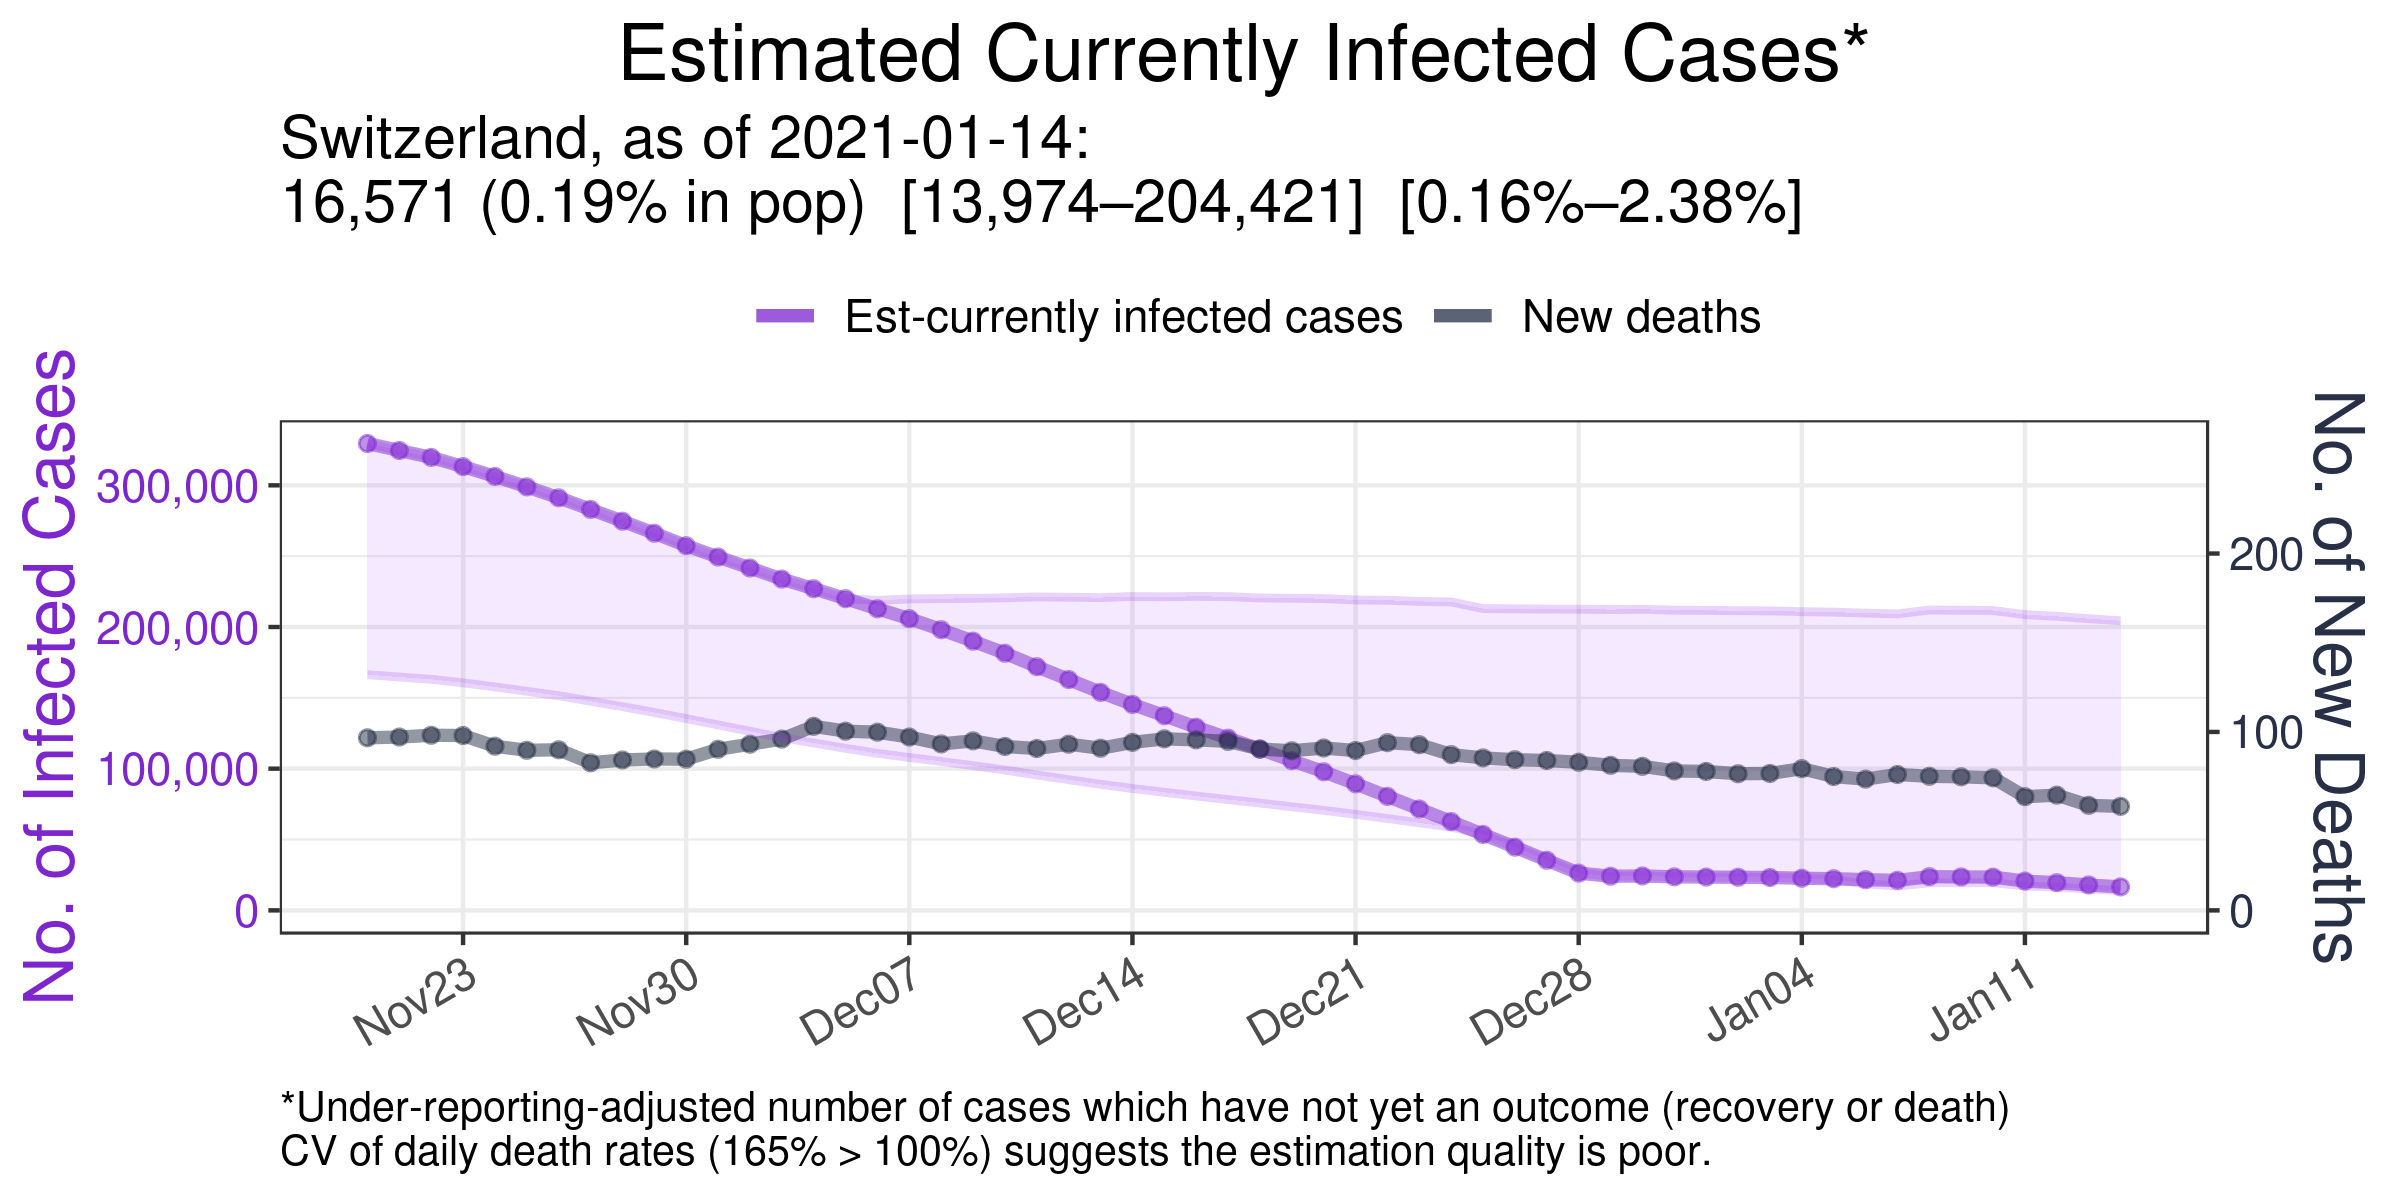 Estimated Currently Infected Cases*
Switzerland, as of 2021-01-14:
16,571 (0.19% in pop)  [13,974–204,421]  [0.16%–2.38%]
Est-currently infected cases
New deaths
No. of Infected Cases
300,000
200,000
100,000
0
No. of New Deaths
200
100
0
Nov23
Nov30
Dec07
Dec14
Dec21
Dec28
Jan04
Jan11
*Under-reporting-adjusted number of cases which have not yet an outcome (recovery or death)
CV of daily death rates (165% > 100%) suggests the estimation quality is poor.